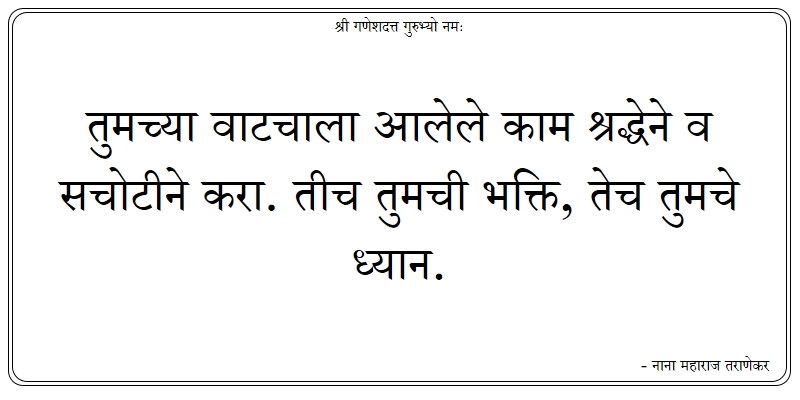 श्री गणेशदत्त गुरुभ्यो नमः
तुमच्या वाटचाला आलेले काम श्रद्धेने व
सचोटीने करा. तीच तुमची भक्ति, तेच तुमचे
ध्यान.
- नाना महाराज तराणेकर